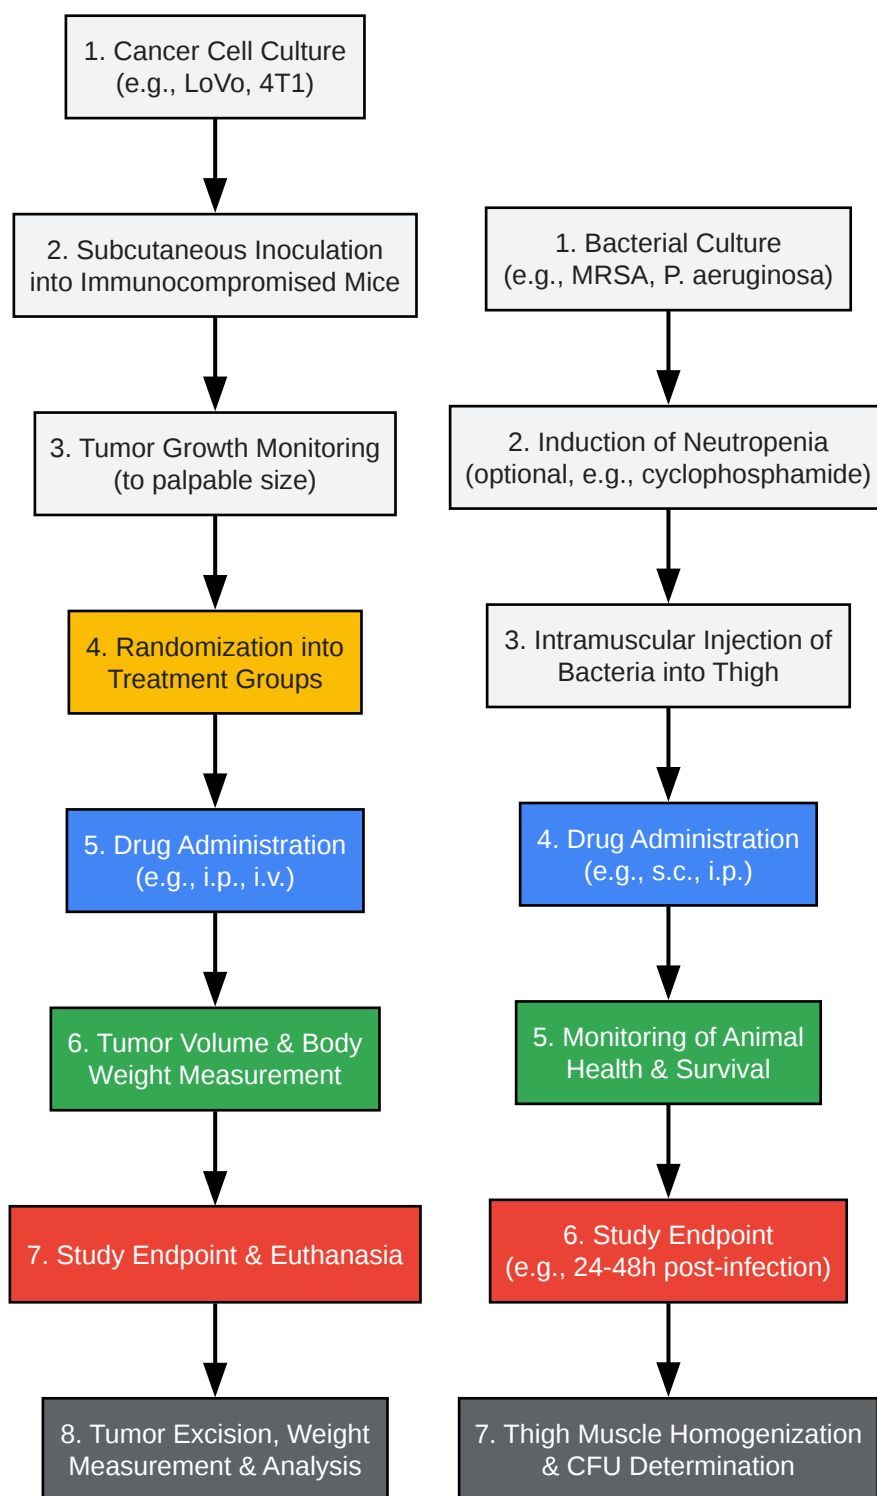 1. Cancer Cell Culture
(e.g., LoVo, 4T1)
2. Subcutaneous Inoculation
into Immunocompromised Mice
3. Tumor Growth Monitoring
(to palpable size)
4. Randomization into
Treatment Groups
5. Drug Administration
(e.g., i.p., i.v.)
6. Tumor Volume & Body
Weight Measurement
7. Study Endpoint & Euthanasia
8. Tumor Excision, Weight
Measurement & Analysis
1. Bacterial Culture
(e.g., MRSA, P. aeruginosa)
2. Induction of Neutropenia
(optional, e.g., cyclophosphamide)
3. Intramuscular Injection of
Bacteria into Thigh
4. Drug Administration
(e.g., s.c., i.p.)
5. Monitoring of Animal
Health & Survival
6. Study Endpoint
(e.g., 24-48h post-infection)
7. Thigh Muscle Homogenization
& CFU Determination